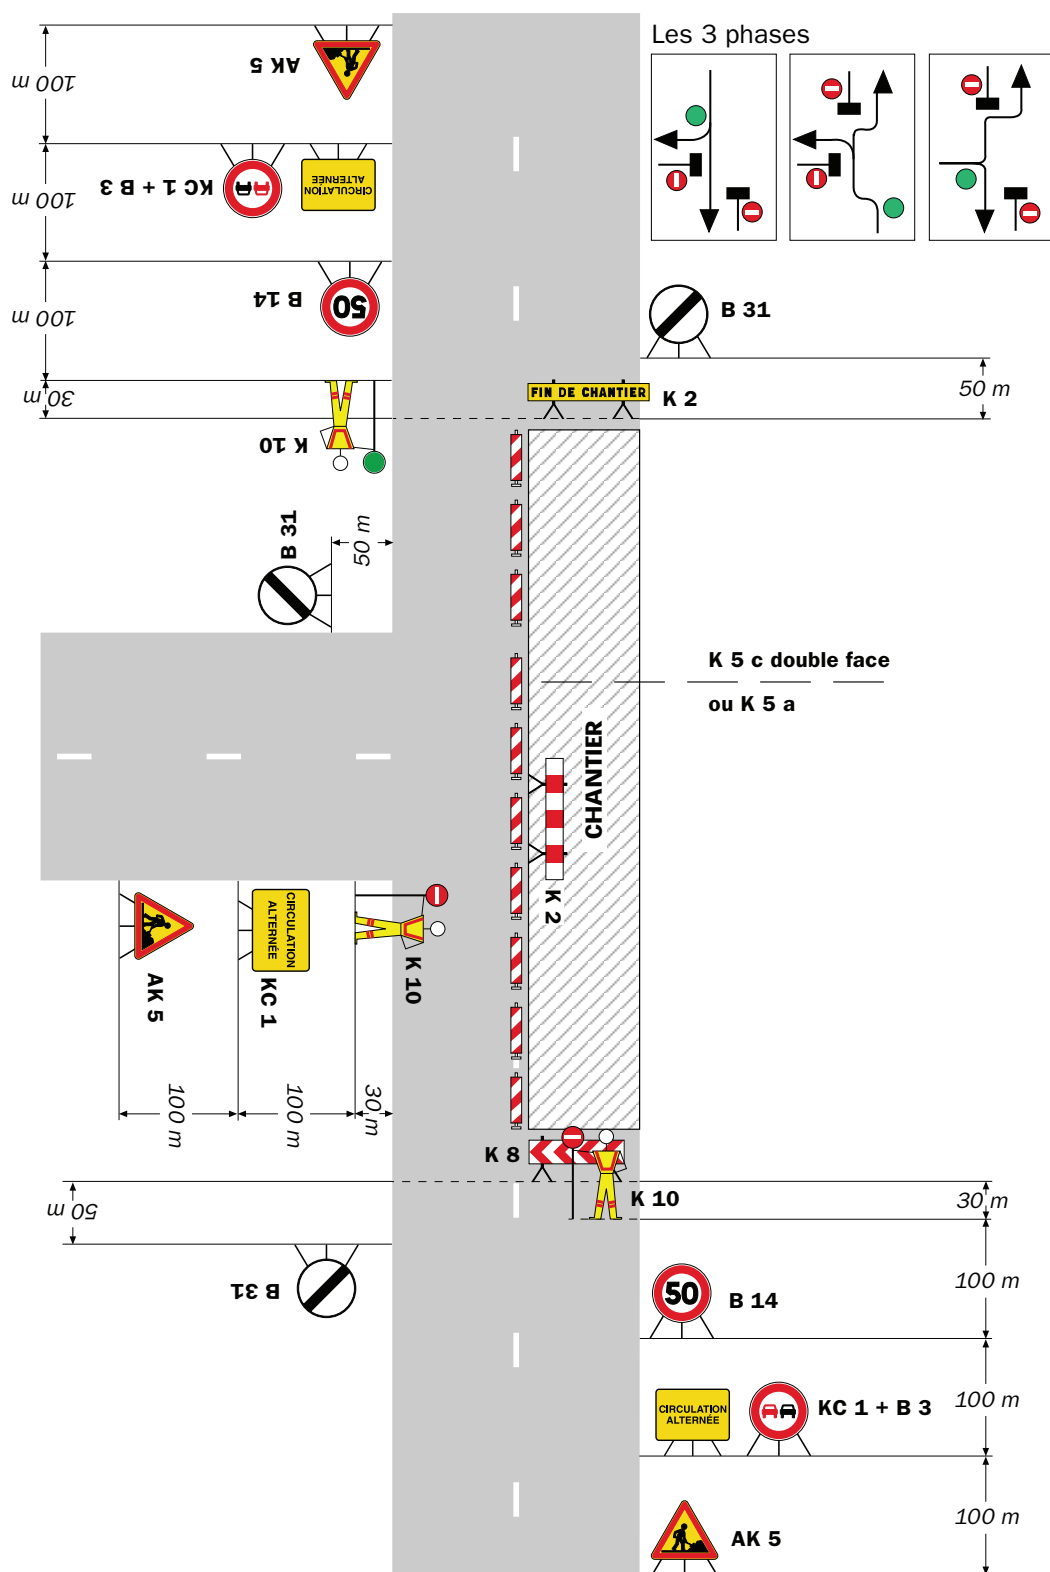 Les 3 phases
AK 5
100 m
KC 1 + B 3
CIRCULATION
ALTERNÉE
100 m
B 14
50
100 m
B 31
50 m
FIN DE CHANTIER
K 2
30 m
K 10
B 31
50 m
K 5 c double face
ou K 5 a
CHANTIER
K 2
CIRCULATION
ALTERNÉE
AK 5
KC 1
K 10
100 m
100 m
30 m
K 8
K 10
30 m
50 m
B 31
50
B 14
100 m
CIRCULATION
ALTERNÉE
KC 1 + B 3
100 m
AK 5
100 m